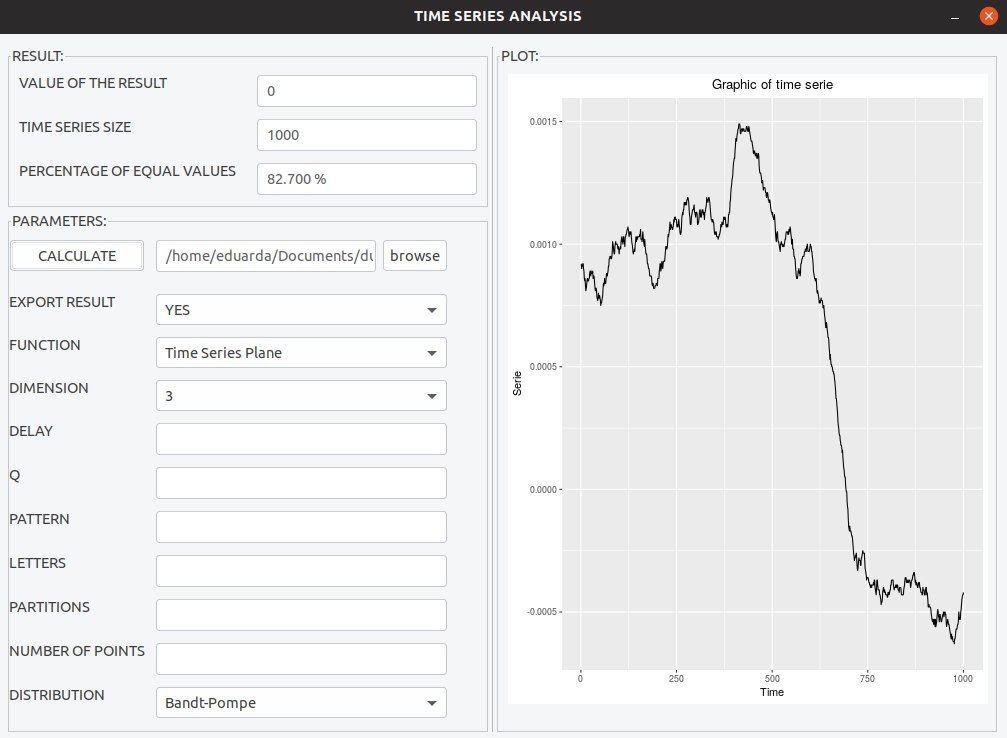 TIME SERIES ANALYSIS
RESULT:
VALUE OF THE RESULT
0
TIME SERIES SIZE
1000
PERCENTAGE OF EQUAL VALUES
82.700 %
PARAMETERS:
CALCULATE
/home/eduarda/Documents/du
browse
EXPORT RESULT
YES
FUNCTION
Time Series Plane
DIMENSION
3
DELAY
Q
PATTERN
LETTERS
PARTITIONS
NUMBER OF POINTS
DISTRIBUTION
Bandt-Pompe
PLOT:
Graphic of time serie
0.0015
0.0010
0.0005
0.0000
-0.0005
Serie
0
250
500
750
1000
Time